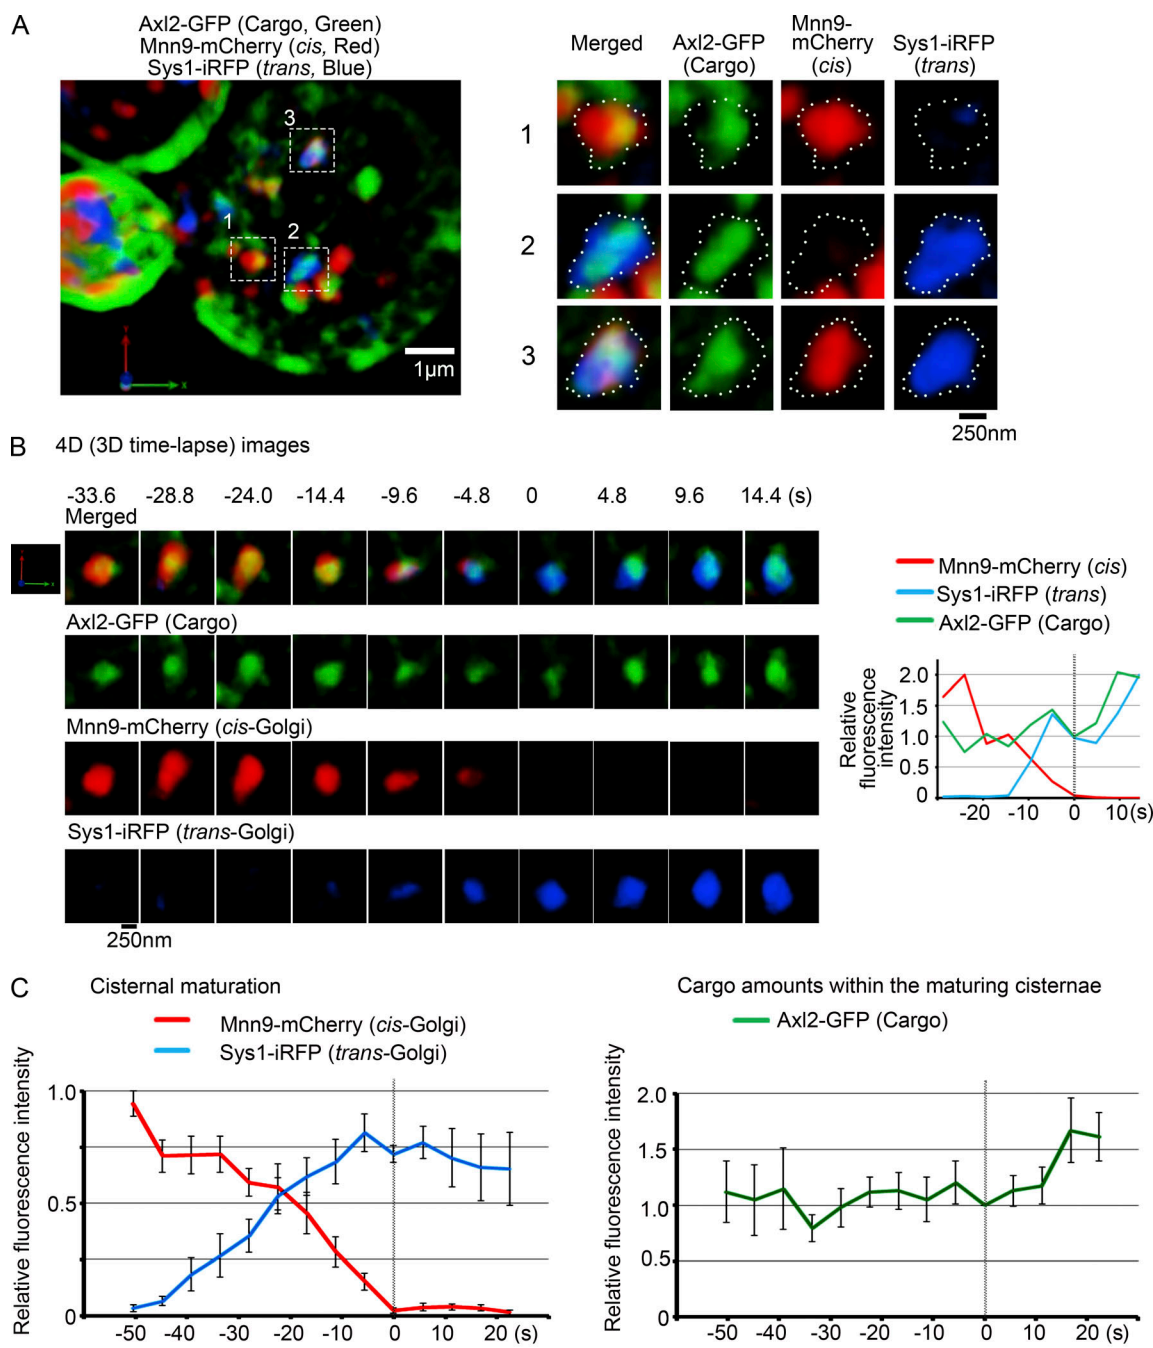 A
Axl2-GFP (Cargo, Green)
Mnn9-mCherry (cis, Red)
Sys1-iRFP (trans, Blue)
3
1
2
1μm
Merged
Axl2-GFP
(Cargo)
Mnn9-
mCherry
(cis)
Sys1-iRFP
(trans)
1
2
3
250nm
B
4D (3D time-lapse) images
-33.6 -28.8 -24.0 -14.4 -9.6 -4.8 0 4.8 9.6 14.4 (s)
Merged
Axl2-GFP (Cargo)
Mnn9-mCherry (cis-Golgi)
Sys1-iRFP (trans-Golgi)
250nm
Mnn9-mCherry (cis)
Sys1-iRFP (trans)
Axl2-GFP (Cargo)
Relative
fluorescence
intensity
2.0
1.5
1.0
0.5
0
-20 -10 0 10(s)
C
Cisternal maturation
Mnn9-mCherry (cis-Golgi)
Sys1-iRFP (trans-Golgi)
Relative fluorescence intensity
1.0
0.5
0
-50 -40 -30 -20 -10 0 10 20 (s)
Cargo amounts within the maturing cisternae
Axl2-GFP (Cargo)
Relative fluorescence intensity
2.0
1.5
1.0
0.5
0
-50 -40 -30 -20 -10 0 10 20 (s)